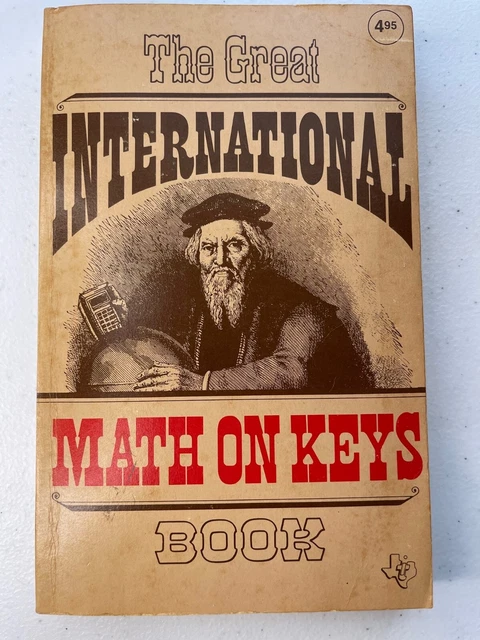 4.95
The Great
INTERNATIONAL
MATH ON KEYS
BOOK